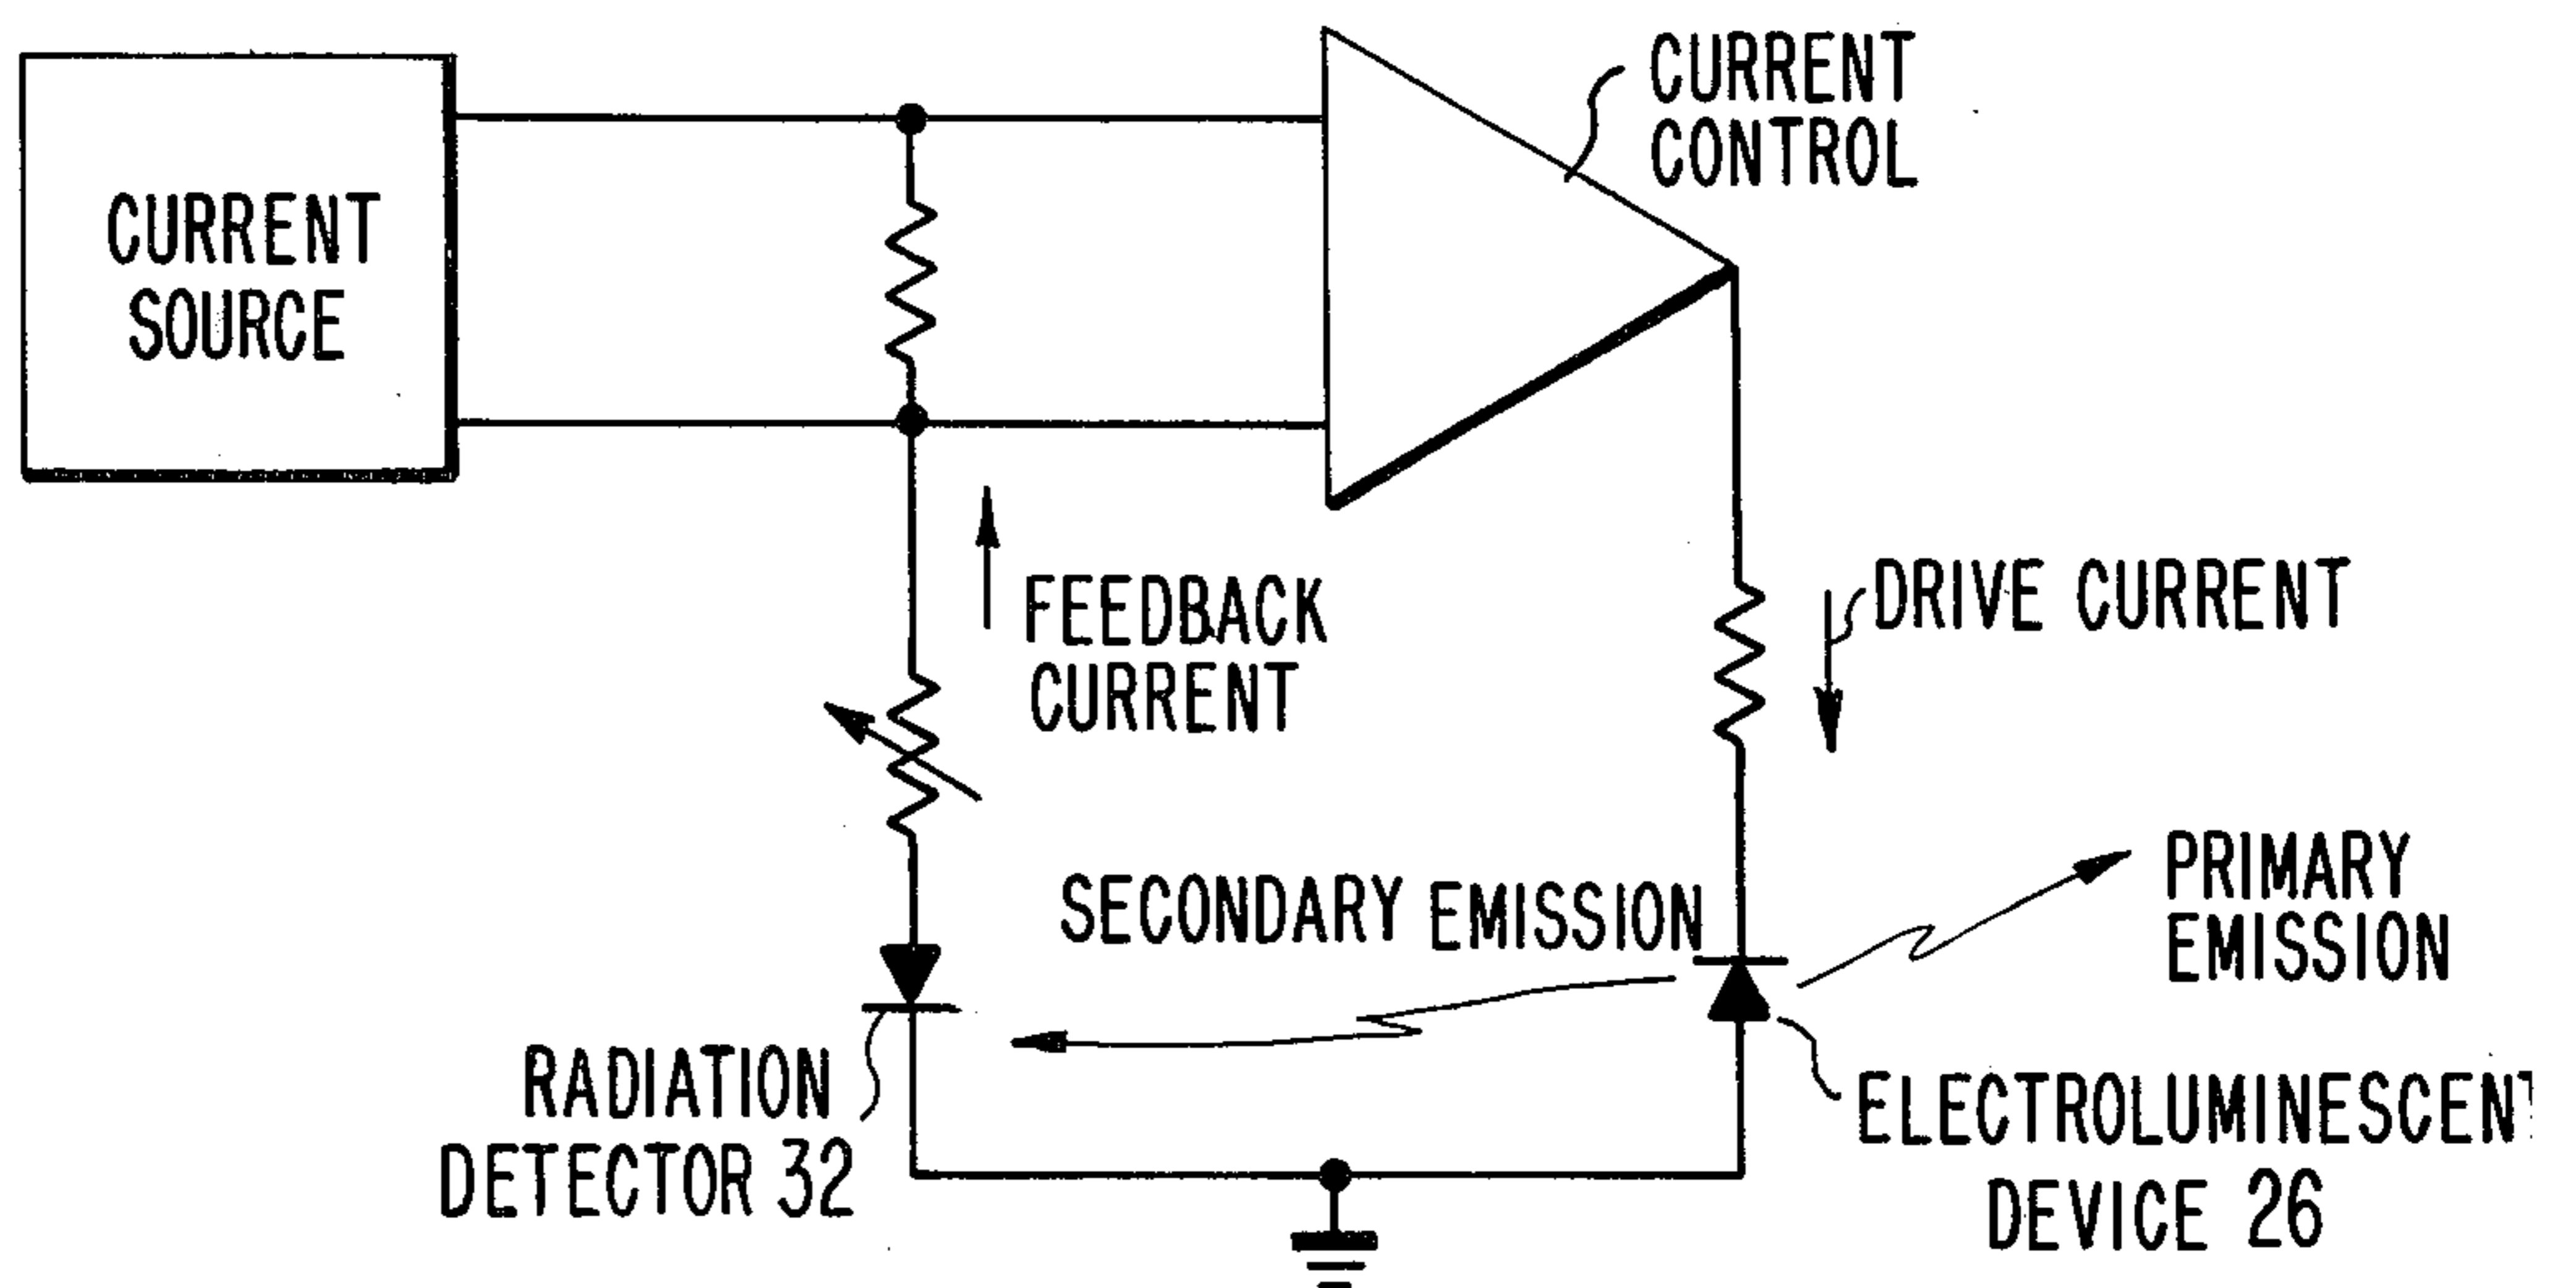 CURRENT
SOURCE
CURRENT
CONTROL
FEEDBACK
CURRENT
DRIVE CURRENT
SECONDARY EMISSION
PRIMARY
EMISSION
RADIATION
DETECTOR 32
ELECTROLUMINESCENT
DEVICE 26